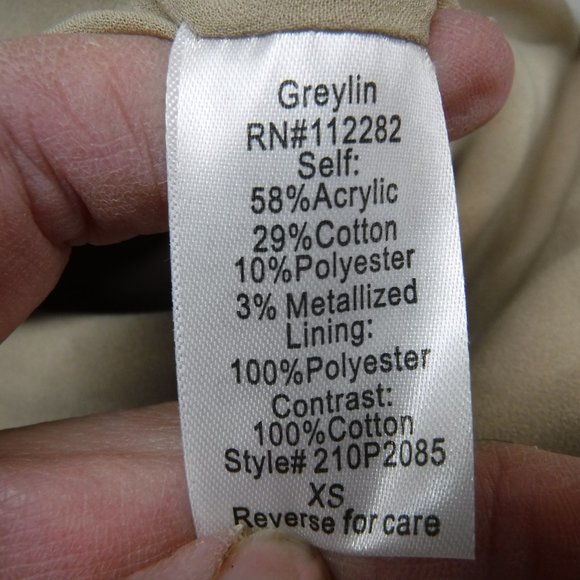 Greylin
RN#112282
Self:
58%Acrylic
29%Cotton
10%Polyester
3% Metallized
Lining:
100%Polyester
Contrast:
100%Cotton
Style# 210P2085
XS
Reverse for care